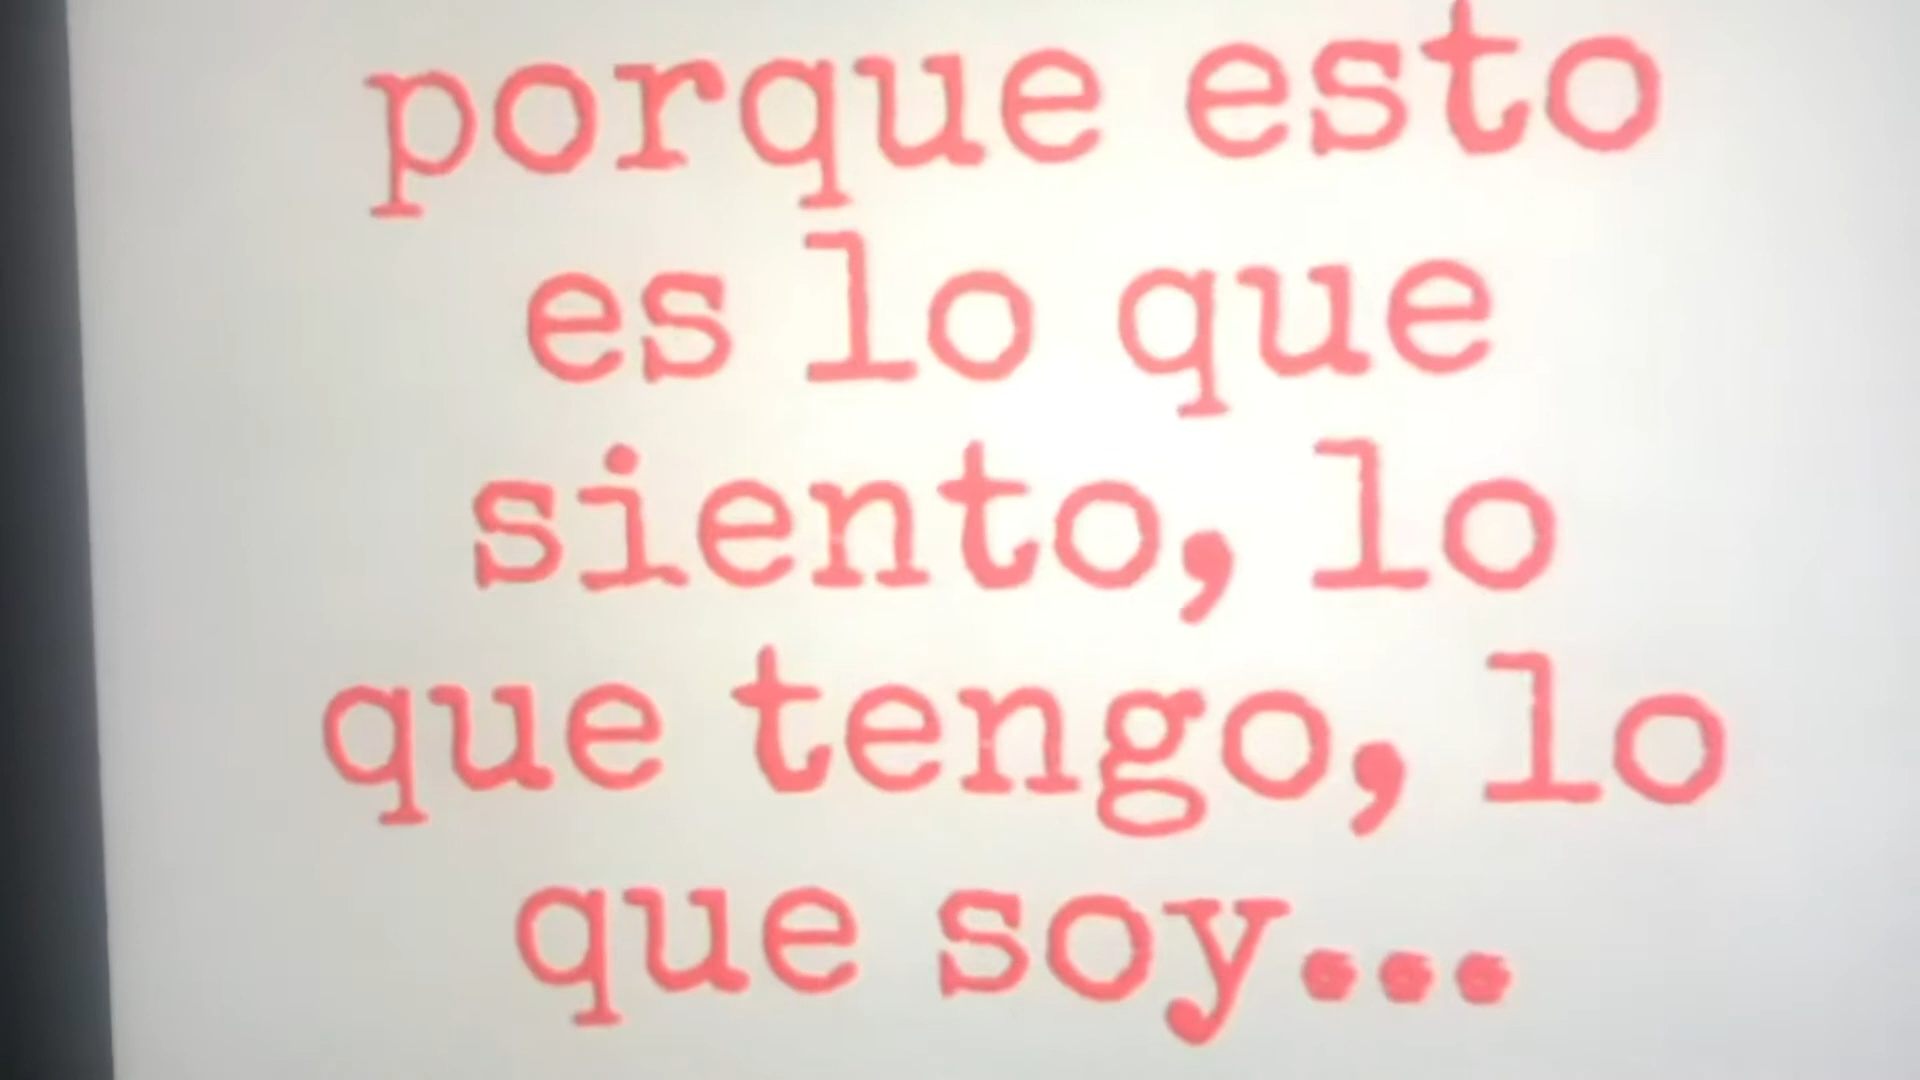 porque esto
es lo que
siento, lo
que tengo, lo
que soy...